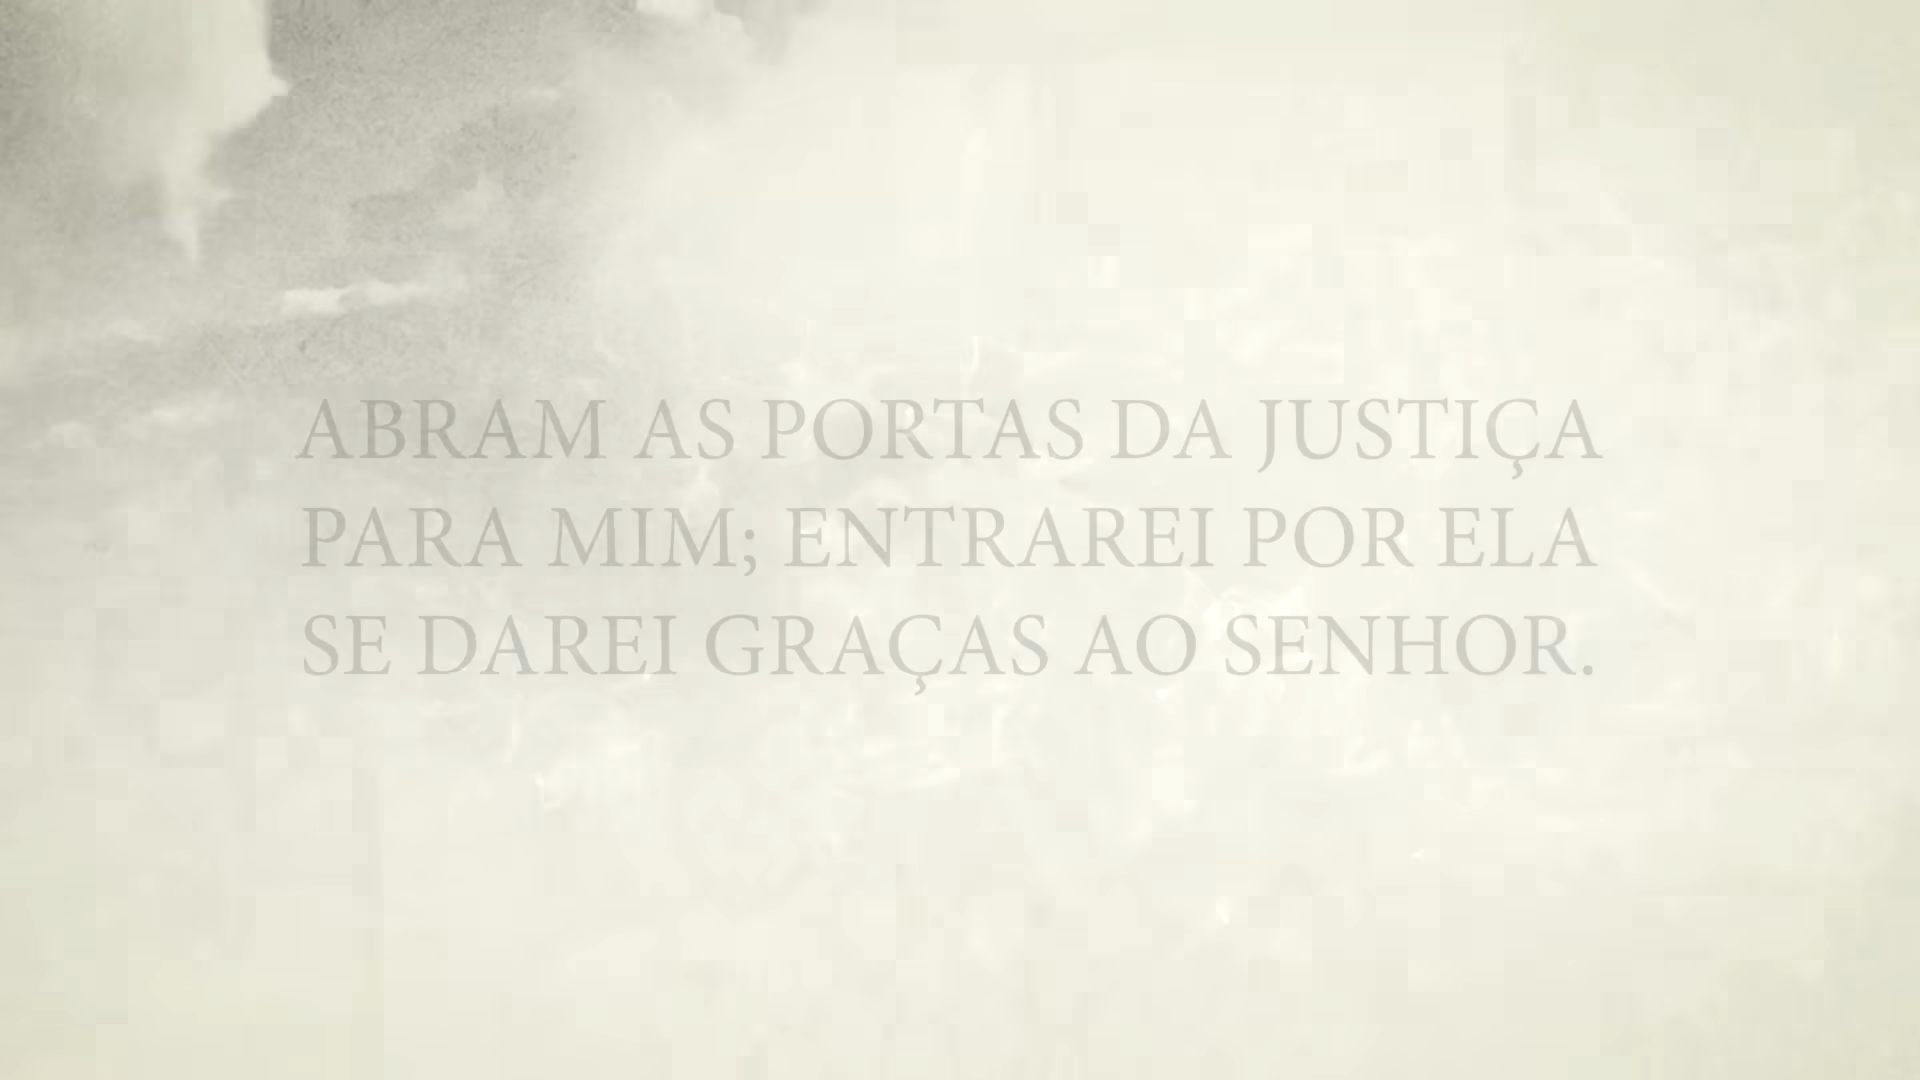 ABRAM AS PORTAS DA JUSTIÇA
PARA MIM; ENTRAREI POR ELA
SE DAREI GRAÇAS AO SENHOR.